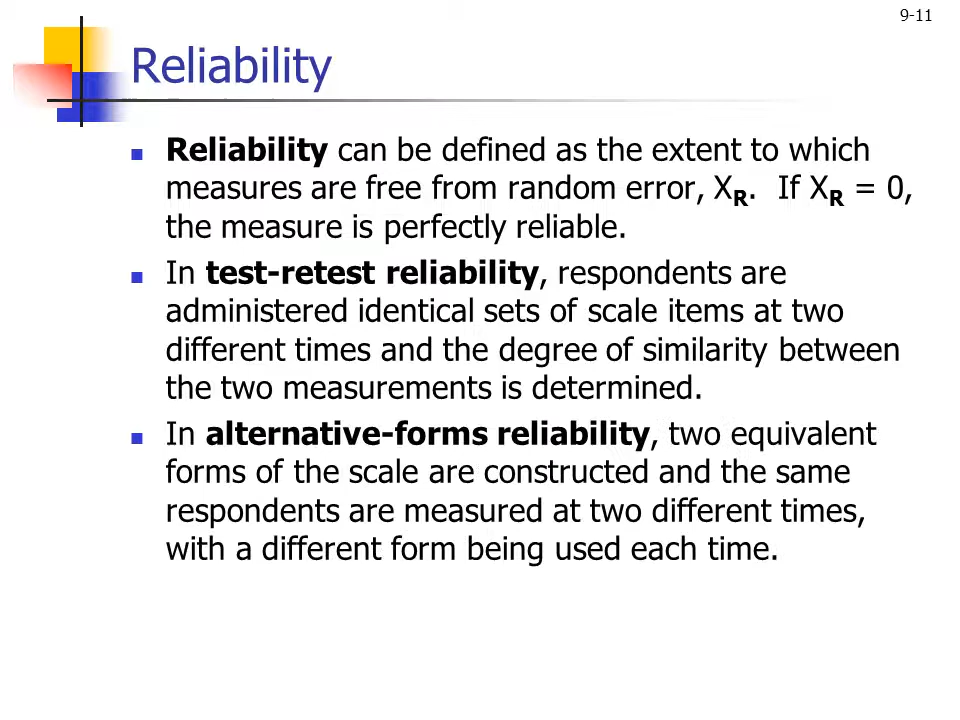 9-11
Reliability
Reliability can be defined as the extent to which
measures are free from random error, XR.  If XR = 0,
the measure is perfectly reliable.
In test-retest reliability, respondents are
administered identical sets of scale items at two
different times and the degree of similarity between
the two measurements is determined.
In alternative-forms reliability, two equivalent
forms of the scale are constructed and the same
respondents are measured at two different times,
with a different form being used each time.